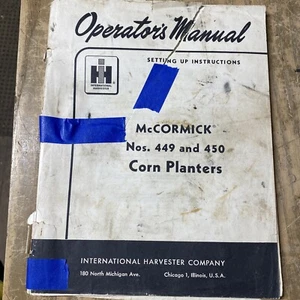 Operator's Manual
SETTING UP INSTRUCTIONS
IH
INTERNATIONAL
HARVESTER
McCORMICK
Nos. 449 and 450
Corn Planters
INTERNATIONAL HARVESTER COMPANY
180 North Michigan Ave. Chicago 1, Illinois, U.S.A.